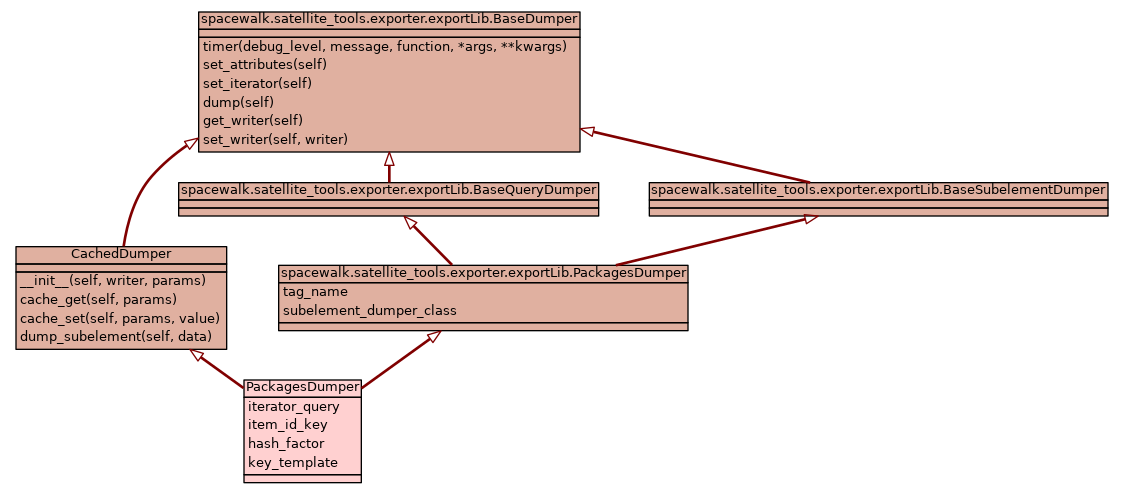 spacewalk.satellite_tools.exporter.exportLib.BaseDumper
timer(debug_level, message, function, *args, **kwargs)
set_attributes(self)
set_iterator(self)
dump(self)
get_writer(self)
set_writer(self, writer)
spacewalk.satellite_tools.exporter.exportLib.BaseQueryDumper
spacewalk.satellite_tools.exporter.exportLib.BaseSubelementDumper
CachedDumper
__init__(self, writer, params)
cache_get(self, params)
cache_set(self, params, value)
dump_subelement(self, data)
spacewalk.satellite_tools.exporter.exportLib.PackagesDumper
tag_name
subelement_dumper_class
PackagesDumper
iterator_query
item_id_key
hash_factor
key_template